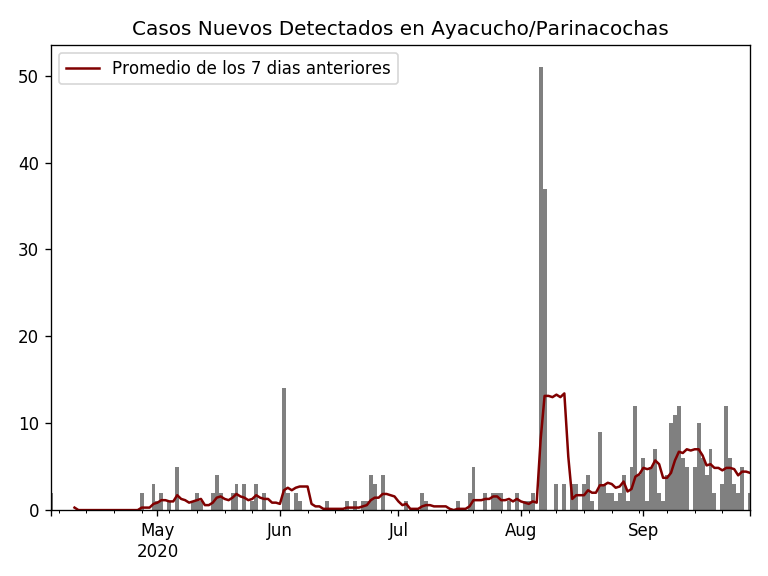 Casos Nuevos Detectados en Ayacucho/Parinacochas
Promedio de los 7 dias anteriores
50
40
30
20
10
0
May Jun Jul Aug Sep
2020